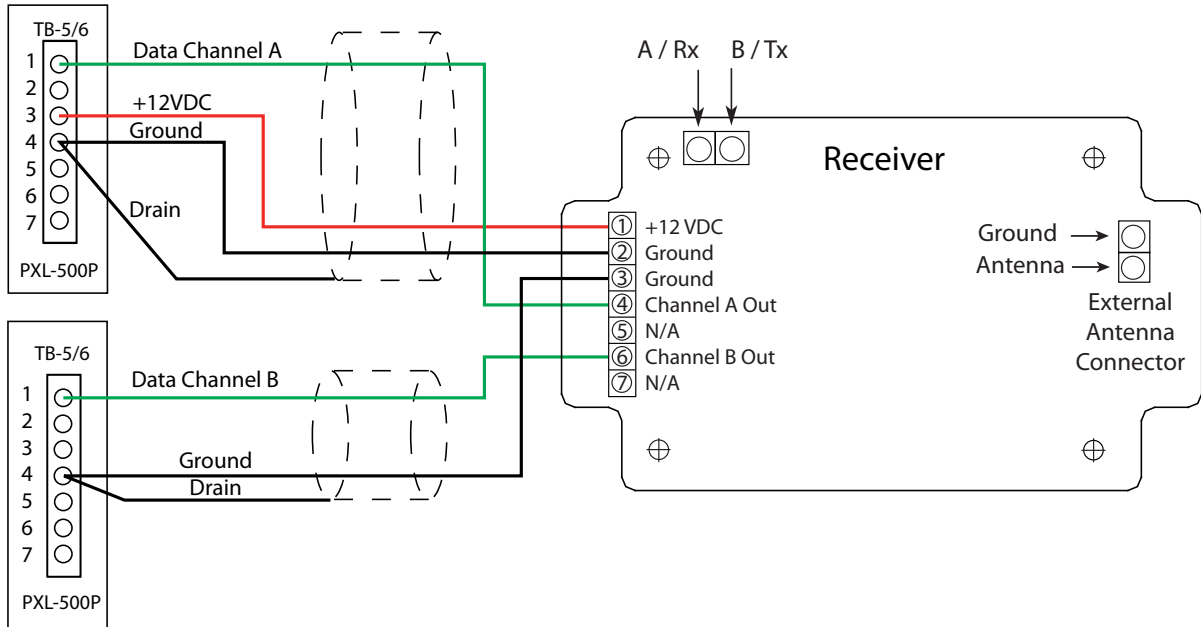 TB-5/6
1
2
3
4
5
6
7
PXL-500P
Data Channel A
+12VDC
Ground
Drain
TB-5/6
1
2
3
4
5
6
7
PXL-500P
Data Channel B
Ground
Drain
A / Rx
B / Tx
Receiver
① +12 VDC
② Ground
③ Ground
④ Channel A Out
⑤ N/A
⑥ Channel B Out
⑦ N/A
Ground
Antenna
External
Antenna
Connector